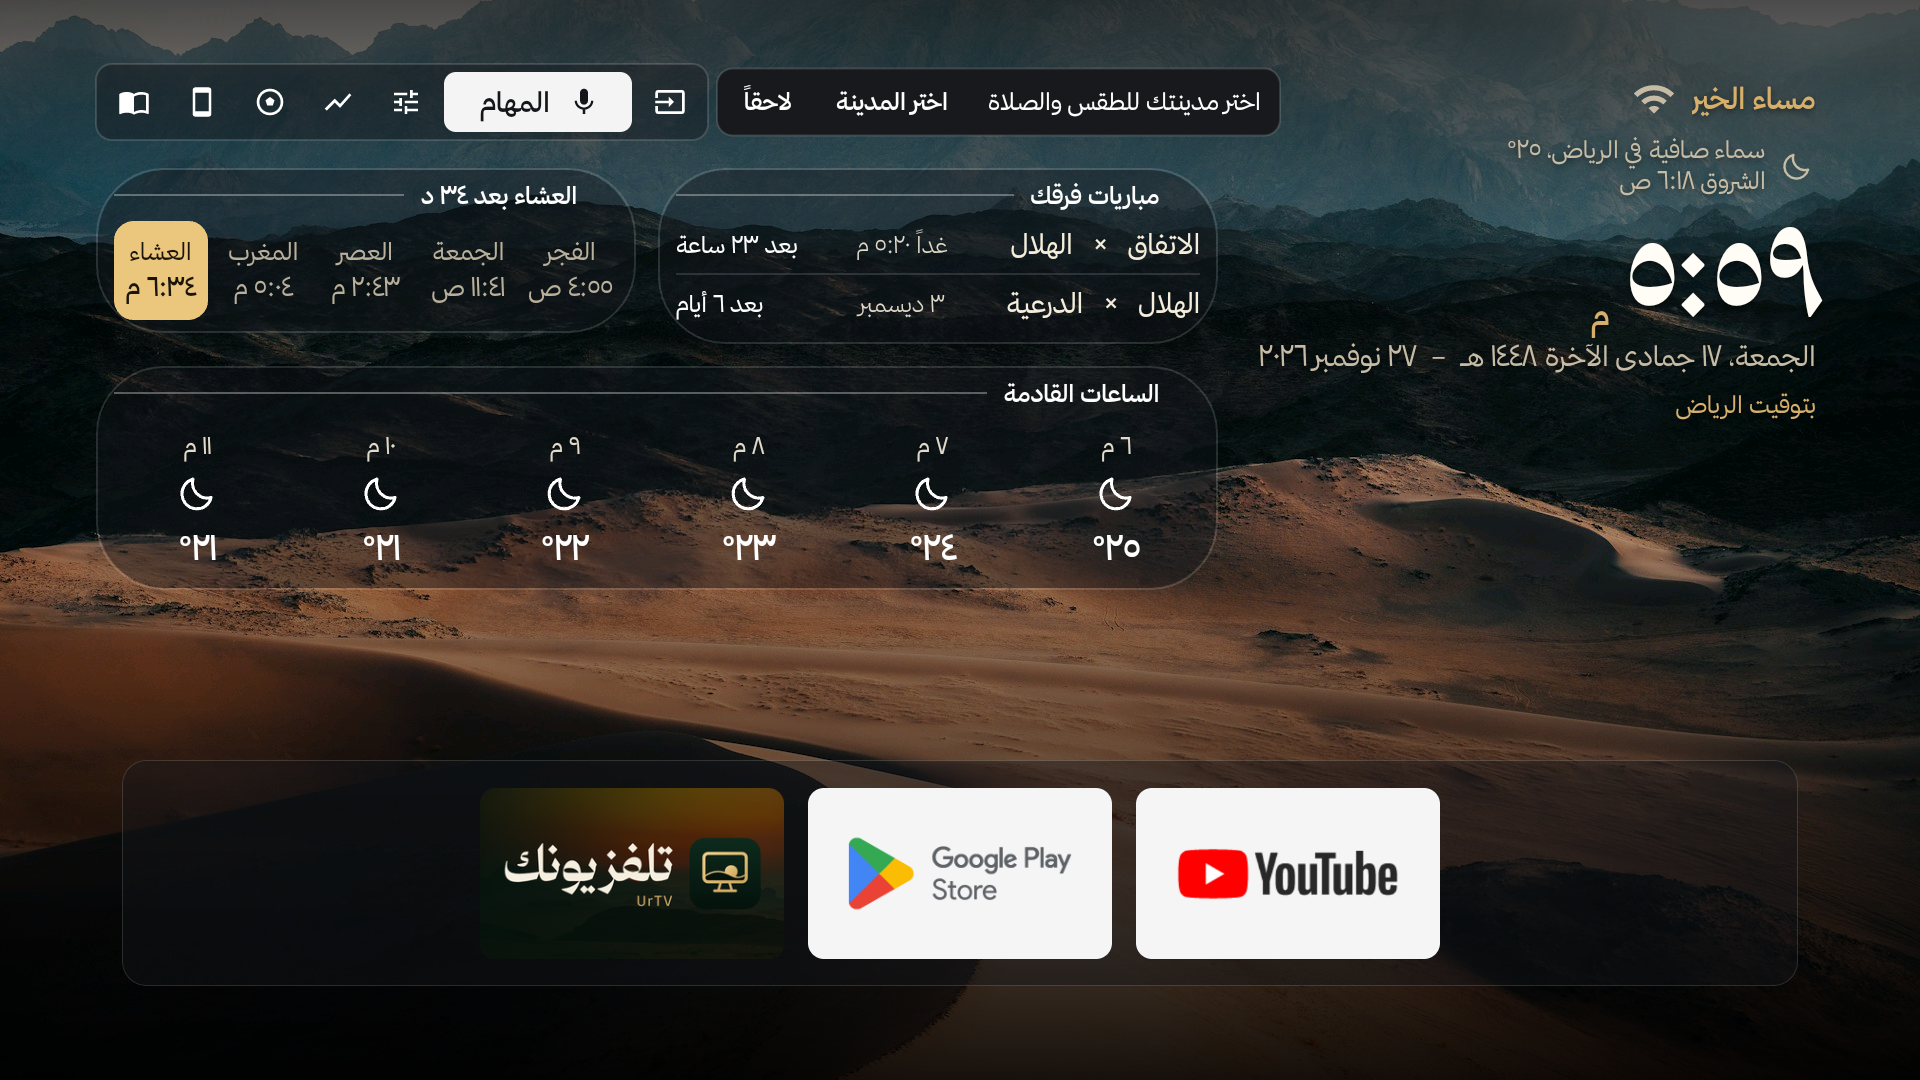 مساء الخير
سماء صافية في الرياض، ٢٥°
الشروق ٦:١٨ ص
٥:٥٩ م
الجمعة، ١٧ جمادى الآخرة ١٤٤٨ هـ – ٢٧ نوفمبر ٢٠٢٦
بتوقيت الرياض
اختر مدينتك للطقس والصلاة اختر المدينة لاحقاً
المهام
مباريات فرقك
الاتفاق × الهلال غداً ٥:٢٠ م بعد ٢٣ ساعة
الهلال × الدرعية ٣ ديسمبر بعد ٦ أيام
العشاء بعد ٣٤ د
الفجر الجمعة العصر المغرب العشاء
٤:٥٥ ص ١١:٤١ ص ٢:٤٣ م ٥:٠٤ م ٦:٣٤ م
الساعات القادمة
٦ م ٧ م ٨ م ٩ م ١٠ م ١١ م
٢٥° ٢٤° ٢٣° ٢٢° ٢١° ٢١°
YouTube
Google Play
Store
تلفزيونك
UrTV